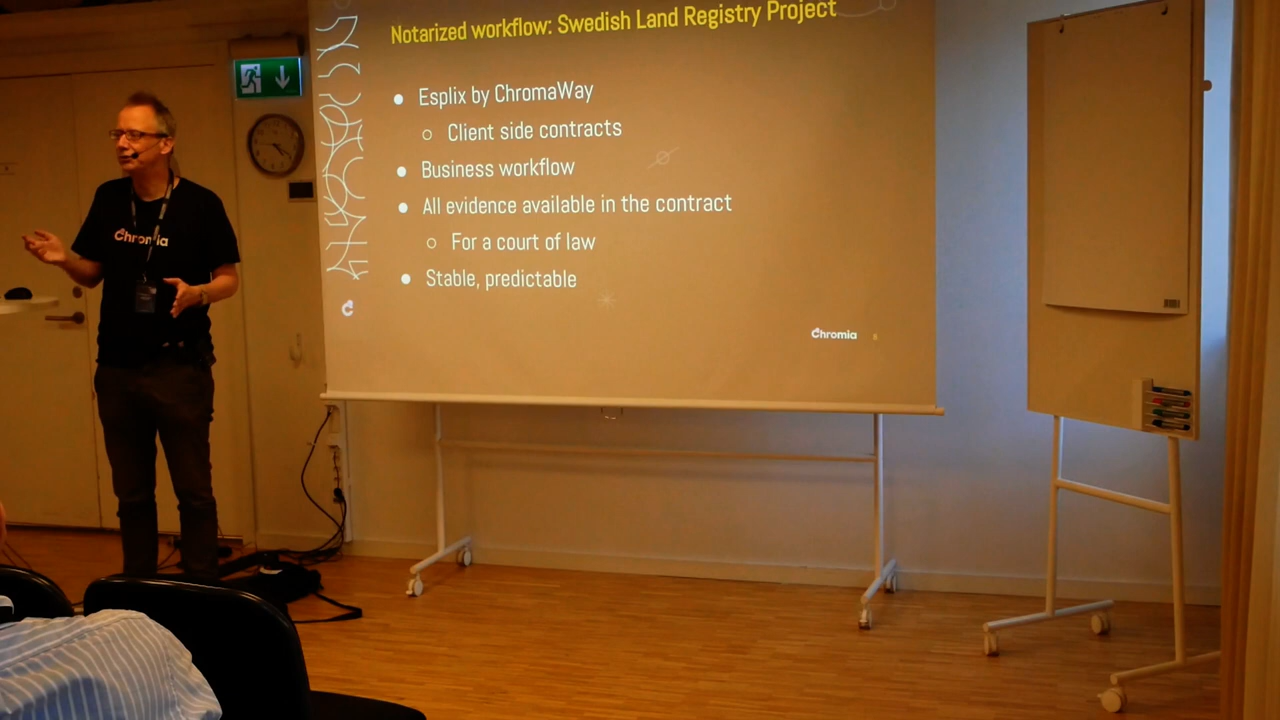 Notarized workflow: Swedish Land Registry Project
Esplix by ChromaWay
Client side contracts
Business workflow
All evidence available in the contract
For a court of law
Stable, predictable
Chromia
Chromia